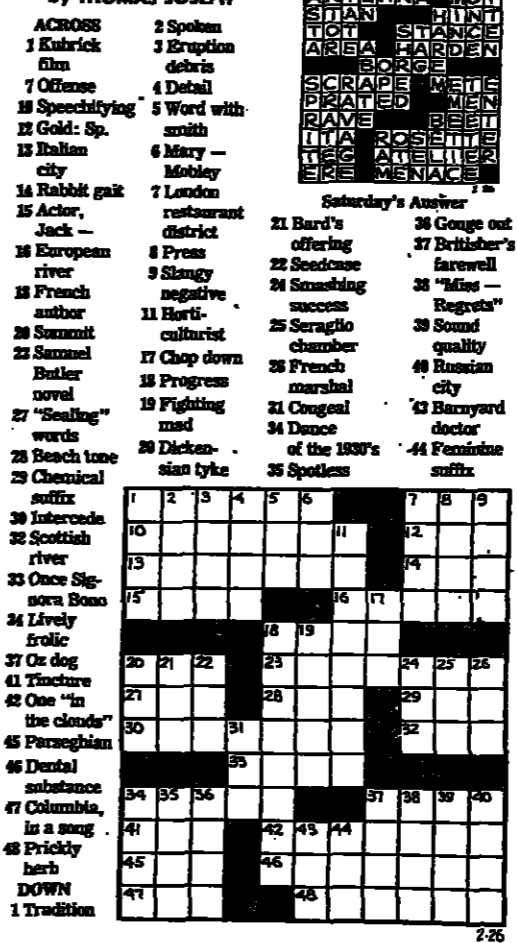 by THOMAS JOSEPH
ACROSS
1 Kubrick
film
7 Offense
10 Speechifying
12 Gold: Sp.
13 Italian
city
14 Rabbit gait
15 Actor,
Jack —
16 European
river
18 French
author
20 Summit
23 Samuel
Butler
novel
27 "Sealing"
words
28 Beach tone
29 Chemical
suffix
30 Intercede
32 Scottish
river
33 Once Sig-
nora Bono
34 Lively
frolic
37 Oz dog
41 Tincture
42 One "in
the clouds"
45 Parseghian
46 Dental
substance
47 Columbia,
in a song
48 Prickly
herb
DOWN
1 Tradition
2 Spoken
3 Eruption
debris
4 Detail
5 Word with
smith
6 Mary —
Mobley
7 London
restaurant
district
8 Press
9 Slangy
negative
11 Horti-
culturist
17 Chop down
18 Progress
19 Fighting
mad
20 Dicken-
sian tyke
STAN HINT
TOT STANCE
AREA HARDEN
BORGE
SCRAPE METE
PRATED MEN
RAVE BEET
ITA ROSETTE
TEG ATELIER
ERE MENACE
Saturday's Answer
21 Bard's
offering
22 Seedcase
24 Smashing
success
25 Seraglio
chamber
26 French
marshal
31 Congeal
34 Dance
of the 1930's
35 Spotless
36 Gouge out
37 Britisher's
farewell
38 "Miss —
Regrets"
39 Sound
quality
40 Russian
city
43 Barnyard
doctor
44 Feminine
suffix
1 2 3 4 5 6 7 8 9
10 11 12
13 14
15 16 17
18 19
20 21 22 23 24 25 26
27 28 29
30 31 32
33
34 35 36 37 38 39 40
41 42 43 44
45 46
47 48
2-26